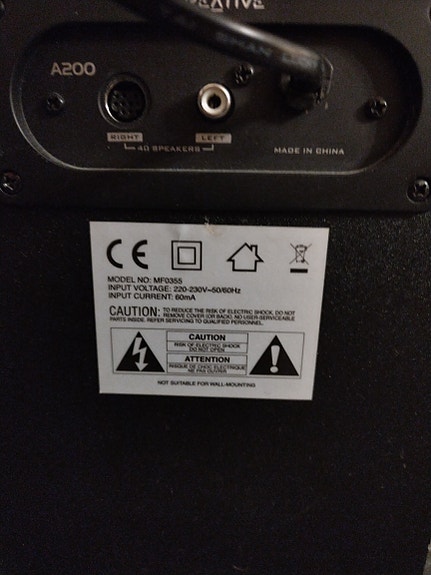 A200
RIGHT
LEFT
4Ω SPEAKERS
MADE IN CHINA
CE
MODEL NO: MF0355
INPUT VOLTAGE: 220-230V~50/60Hz
INPUT CURRENT: 60mA
CAUTION: TO REDUCE THE RISK OF ELECTRIC SHOCK, DO NOT
REMOVE COVER (OR BACK). NO USER-SERVICEABLE
PARTS INSIDE. REFER SERVICING TO QUALIFIED PERSONNEL.
CAUTION
RISK OF ELECTRIC SHOCK
DO NOT OPEN
ATTENTION
RISQUE DE CHOC ELECTRIQUE
NE PAS OUVRIR
NOT SUITABLE FOR WALL-MOUNTING